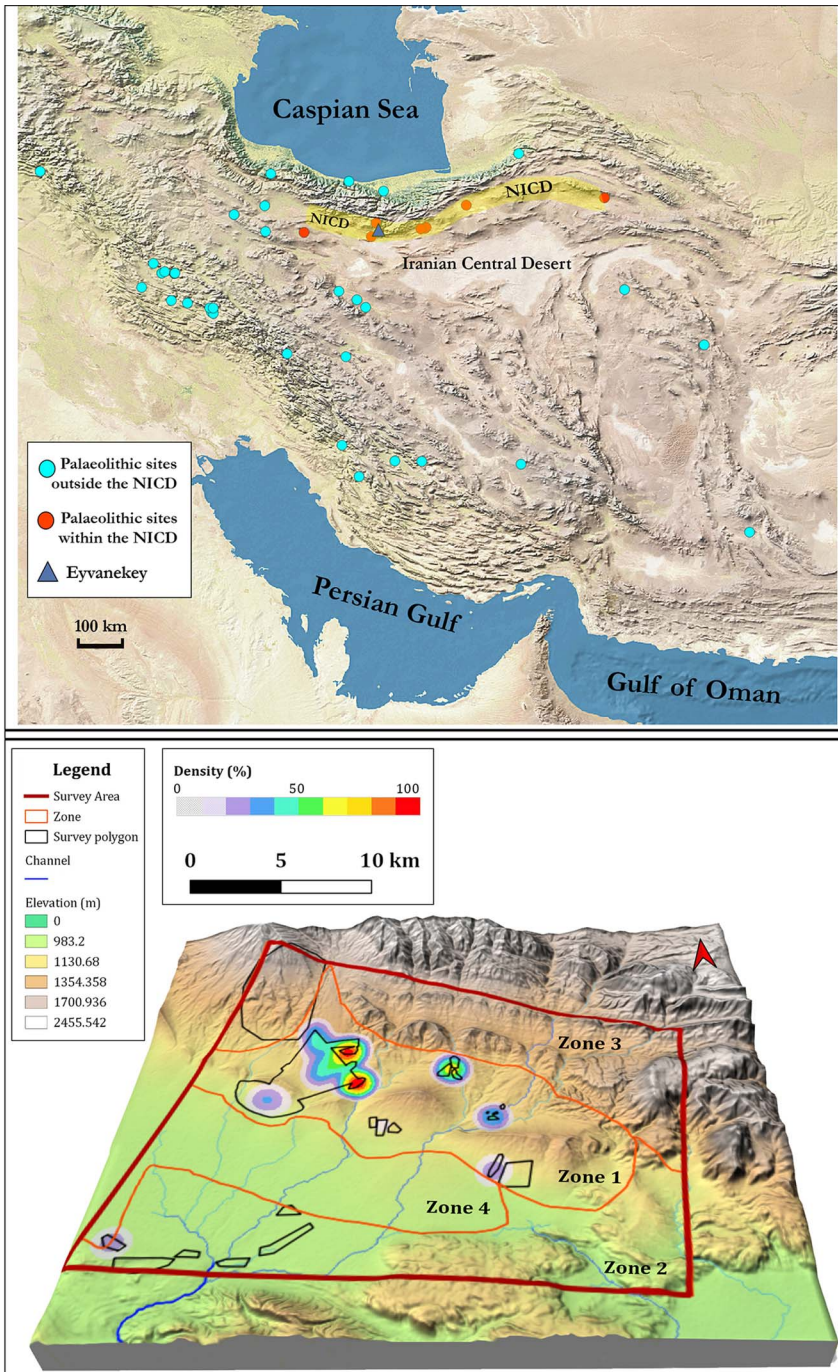 Caspian Sea
NICD
NICD
Iranian Central Desert
Palaeolithic sites
outside the NICD
Palaeolithic sites
within the NICD
Eyvanekey
100 km
Persian Gulf
Gulf of Oman
Legend
Survey Area
Zone
Survey polygon
Channel
Elevation (m)
0
983.2
1130.68
1354.358
1700.936
2455.542
Density (%)
0 50 100
0 5 10 km
Zone 3
Zone 1
Zone 4
Zone 2